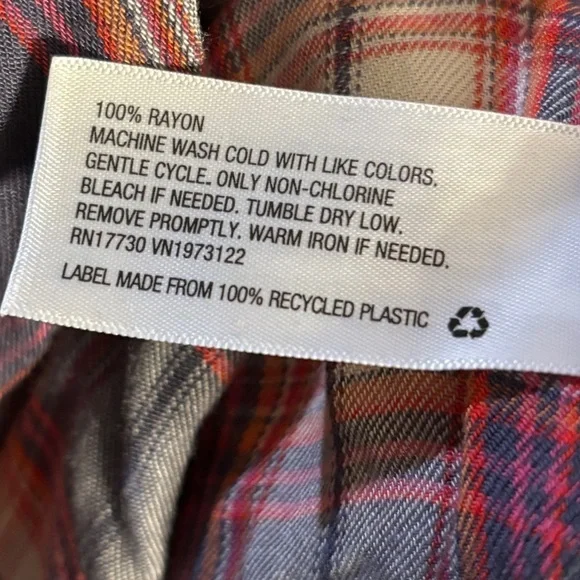 100% RAYON
MACHINE WASH COLD WITH LIKE COLORS.
GENTLE CYCLE. ONLY NON-CHLORINE
BLEACH IF NEEDED. TUMBLE DRY LOW.
REMOVE PROMPTLY. WARM IRON IF NEEDED.
RN17730 VN1973122
LABEL MADE FROM 100% RECYCLED PLASTIC